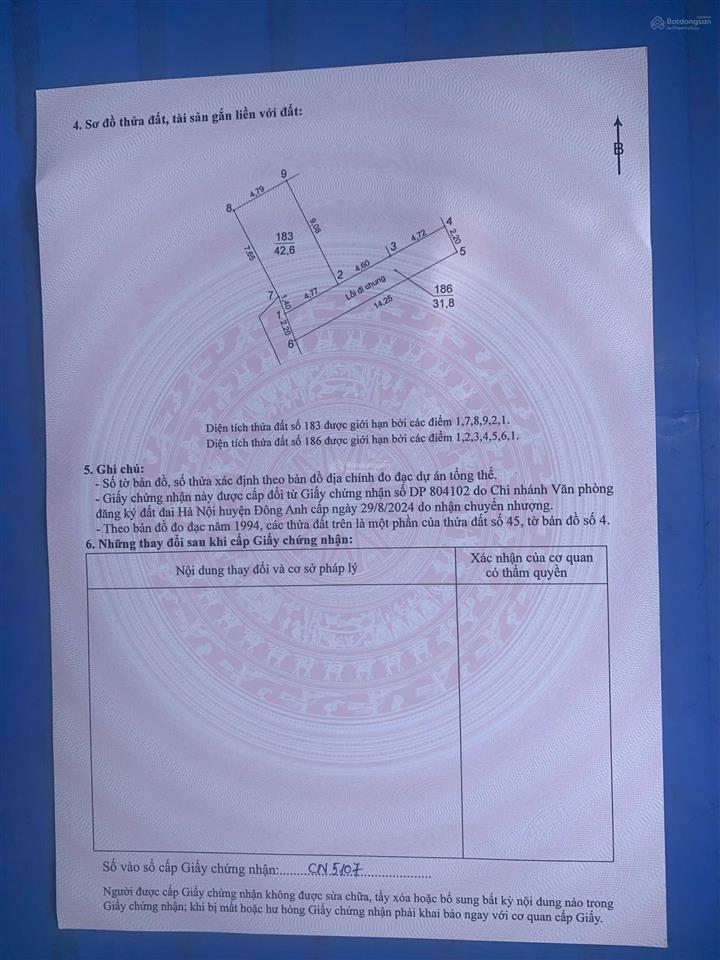 Batdongsan
by PropertyGuru
4. Sơ đồ thửa đất, tài sản gắn liền với đất:
B
9
4,79
8
183
42,6
9,08
7,65
4
4,72
2,20
3
5
4,60
2
Lối đi chung
186
31,8
14,25
7
1,40
4,77
1
2,20
6
Diện tích thửa đất số 183 được giới hạn bởi các điểm 1,7,8,9,2,1.
Diện tích thửa đất số 186 được giới hạn bởi các điểm 1,2,3,4,5,6,1.
Batdongsan
5. Ghi chú:
- Số tờ bản đồ, số thửa xác định theo bản đồ địa chính đo đạc dự án tổng thể.
- Giấy chứng nhận này được cấp đổi từ Giấy chứng nhận số DP 804102 do Chi nhánh Văn phòng
đăng ký đất đai Hà Nội huyện Đông Anh cấp ngày 29/8/2024 do nhận chuyển nhượng.
- Theo bản đồ đo đạc năm 1994, các thửa đất trên là một phần của thửa đất số 45, tờ bản đồ số 4.
6. Những thay đổi sau khi cấp Giấy chứng nhận:
Nội dung thay đổi và cơ sở pháp lý
Xác nhận của cơ quan
có thẩm quyền
Số vào sổ cấp Giấy chứng nhận:........CN5107....................
Người được cấp Giấy chứng nhận không được sửa chữa, tẩy xóa hoặc bổ sung bất kỳ nội dung nào trong
Giấy chứng nhận; khi bị mất hoặc hư hỏng Giấy chứng nhận phải khai báo ngay với cơ quan cấp Giấy.